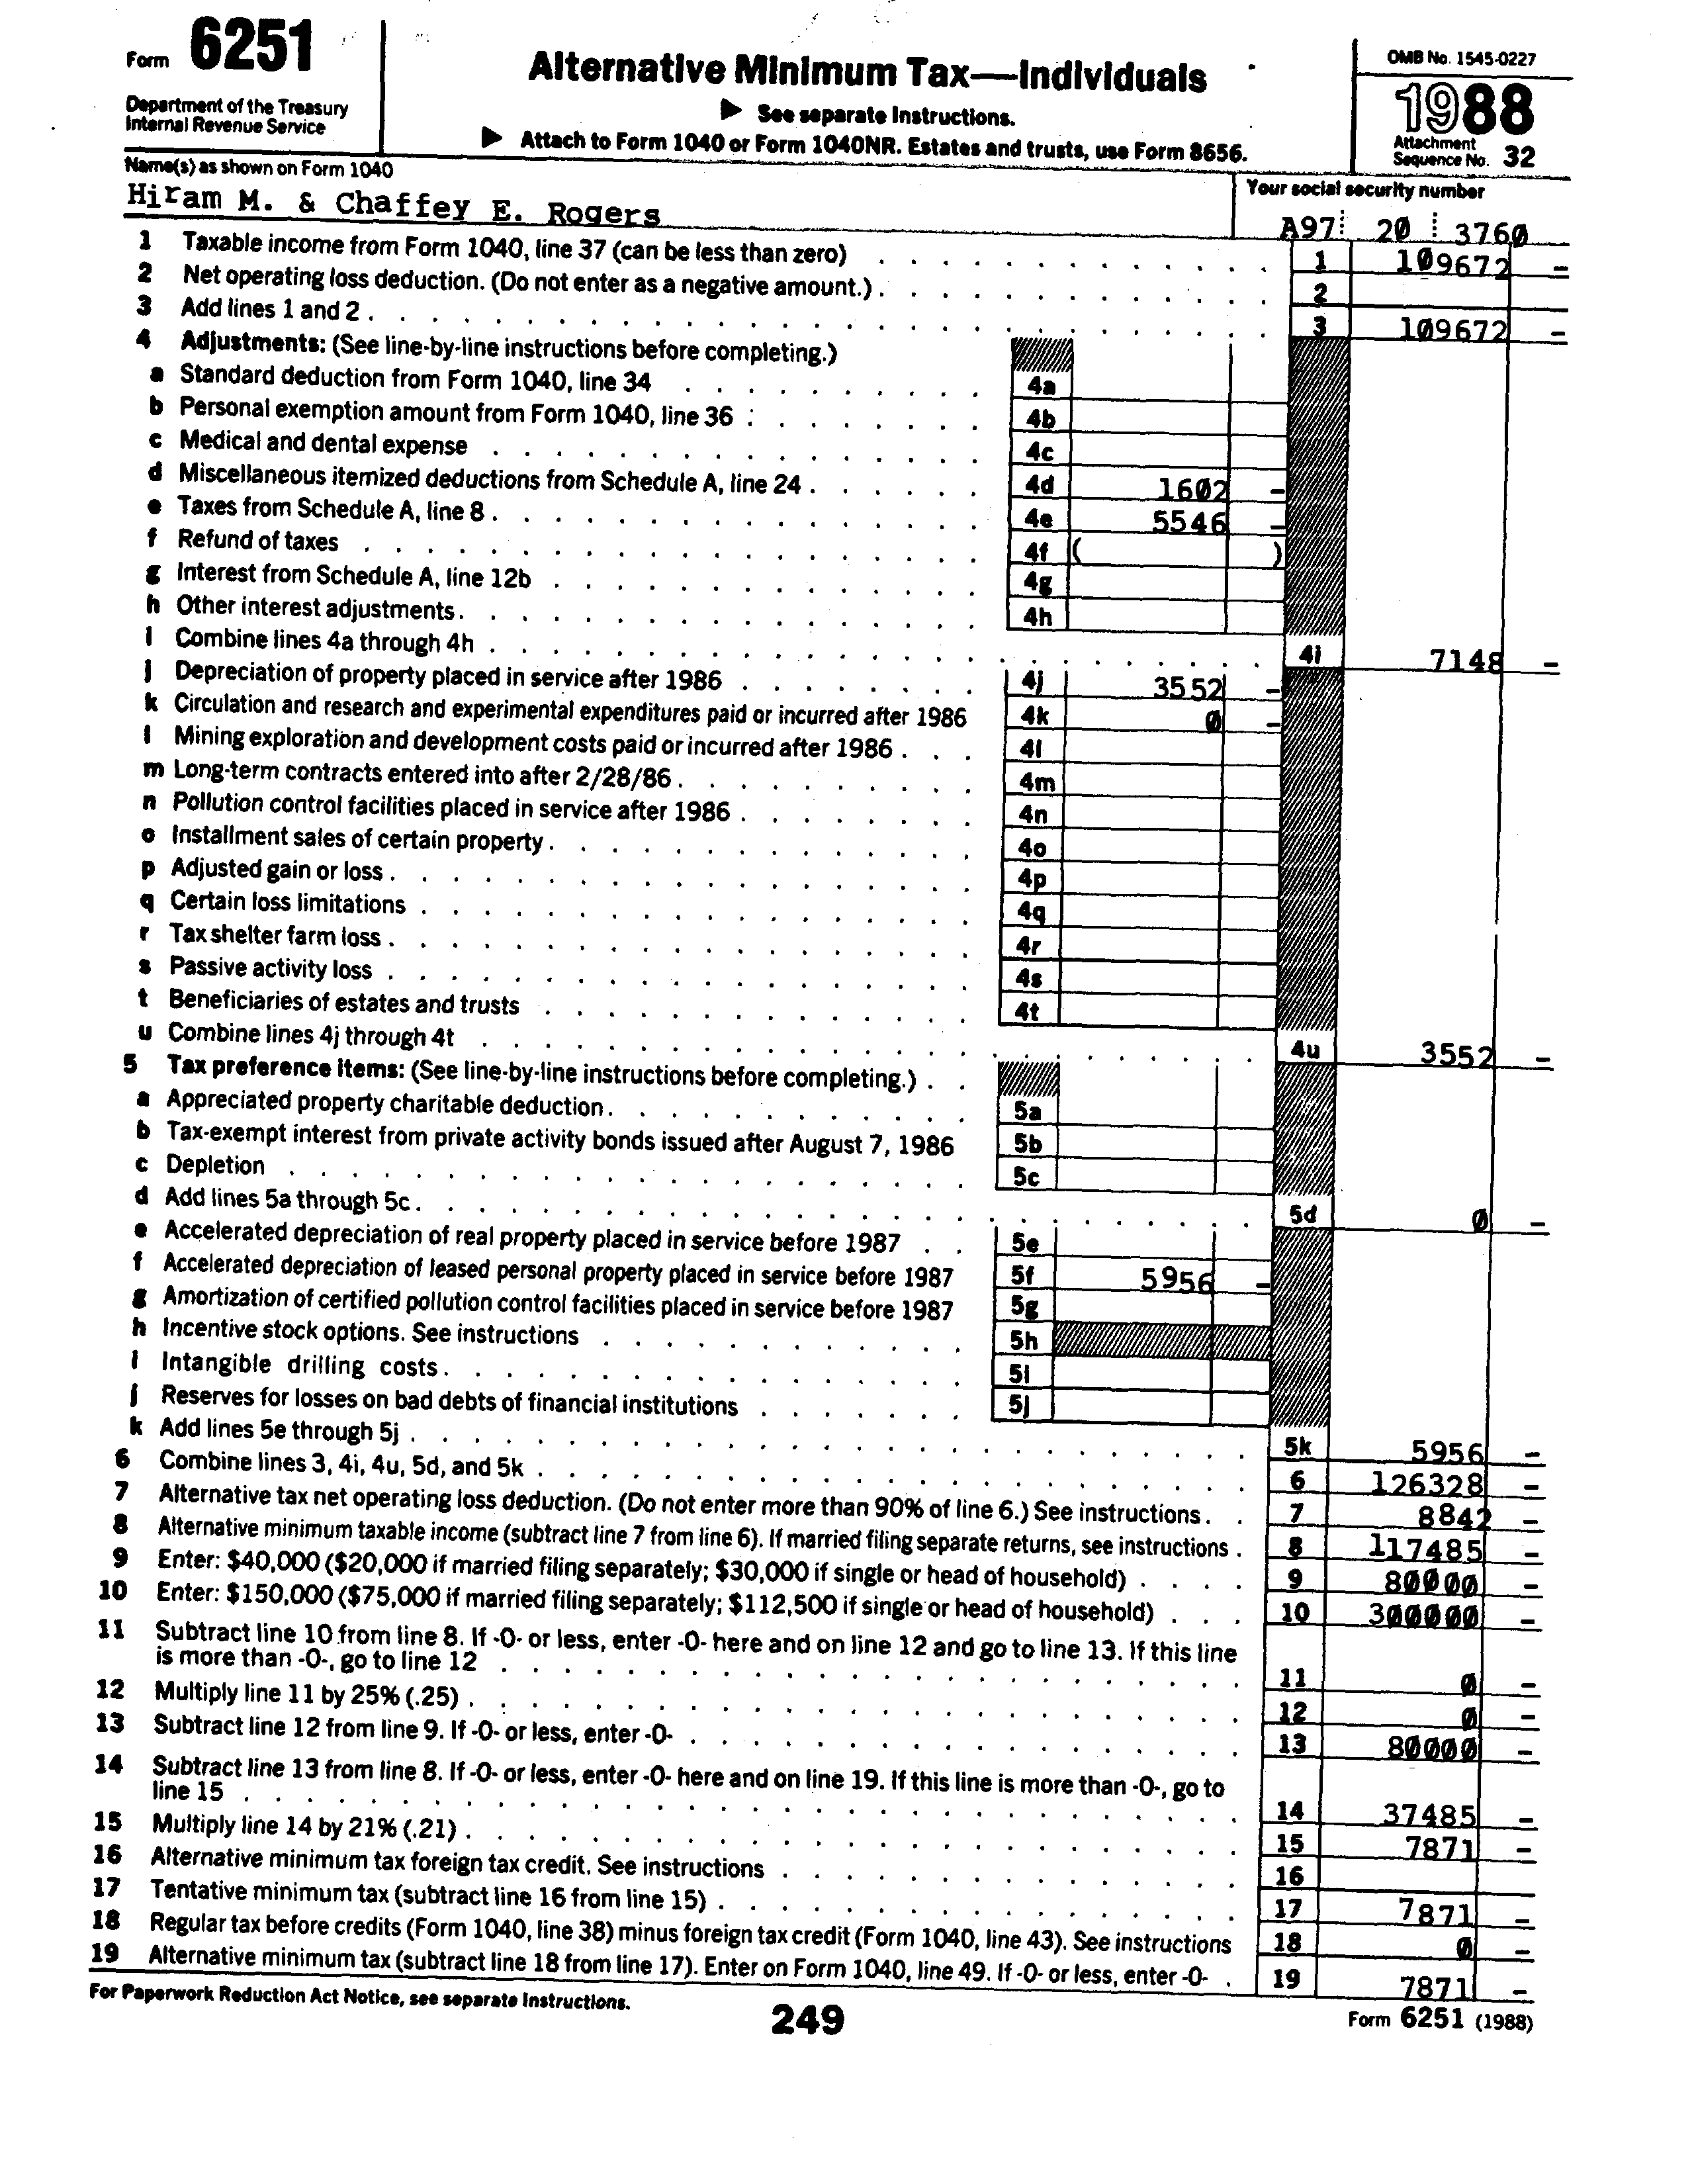 Form 6251
Department of the Treasury
Internal Revenue Service
Alternative Minimum Tax—Individuals
▶ See separate Instructions.
▶ Attach to Form 1040 or Form 1040NR. Estates and trusts, use Form 8656.
OMB No. 1545-0227
1988
Attachment
Sequence No. 32
Name(s) as shown on Form 1040
Hiram M. & Chaffey E. Rogers
Your social security number
A97 20 3760
1 Taxable income from Form 1040, line 37 (can be less than zero) 1 109672 –
2 Net operating loss deduction. (Do not enter as a negative amount.) 2
3 Add lines 1 and 2 3 109672 –
4 Adjustments: (See line-by-line instructions before completing.)
a Standard deduction from Form 1040, line 34 4a
b Personal exemption amount from Form 1040, line 36 4b
c Medical and dental expense 4c
d Miscellaneous itemized deductions from Schedule A, line 24 4d 1602 –
e Taxes from Schedule A, line 8 4e 5546 –
f Refund of taxes 4f ( )
g Interest from Schedule A, line 12b 4g
h Other interest adjustments 4h
i Combine lines 4a through 4h 4i 7148 –
j Depreciation of property placed in service after 1986 4j 3552 –
k Circulation and research and experimental expenditures paid or incurred after 1986 4k 0 –
l Mining exploration and development costs paid or incurred after 1986 4l
m Long-term contracts entered into after 2/28/86 4m
n Pollution control facilities placed in service after 1986 4n
o Installment sales of certain property 4o
p Adjusted gain or loss 4p
q Certain loss limitations 4q
r Tax shelter farm loss 4r
s Passive activity loss 4s
t Beneficiaries of estates and trusts 4t
u Combine lines 4j through 4t 4u 3552 –
5 Tax preference items: (See line-by-line instructions before completing.)
a Appreciated property charitable deduction 5a
b Tax-exempt interest from private activity bonds issued after August 7, 1986 5b
c Depletion 5c
d Add lines 5a through 5c 5d 0 –
e Accelerated depreciation of real property placed in service before 1987 5e
f Accelerated depreciation of leased personal property placed in service before 1987 5f 5956 –
g Amortization of certified pollution control facilities placed in service before 1987 5g
h Incentive stock options. See instructions 5h
i Intangible drilling costs 5i
j Reserves for losses on bad debts of financial institutions 5j
k Add lines 5e through 5j 5k 5956 –
6 Combine lines 3, 4i, 4u, 5d, and 5k 6 126328 –
7 Alternative tax net operating loss deduction. (Do not enter more than 90% of line 6.) See instructions 7 8842 –
8 Alternative minimum taxable income (subtract line 7 from line 6). If married filing separate returns, see instructions 8 117485 –
9 Enter: $40,000 ($20,000 if married filing separately; $30,000 if single or head of household) 9 80000 –
10 Enter: $150,000 ($75,000 if married filing separately; $112,500 if single or head of household) 10 300000 –
11 Subtract line 10 from line 8. If -0- or less, enter -0- here and on line 12 and go to line 13. If this line
is more than -0-, go to line 12 11 0 –
12 Multiply line 11 by 25% (.25) 12 0 –
13 Subtract line 12 from line 9. If -0- or less, enter -0- 13 80000 –
14 Subtract line 13 from line 8. If -0- or less, enter -0- here and on line 19. If this line is more than -0-, go to
line 15 14 37485 –
15 Multiply line 14 by 21% (.21) 15 7871 –
16 Alternative minimum tax foreign tax credit. See instructions 16
17 Tentative minimum tax (subtract line 16 from line 15) 17 7871 –
18 Regular tax before credits (Form 1040, line 38) minus foreign tax credit (Form 1040, line 43). See instructions 18 0 –
19 Alternative minimum tax (subtract line 18 from line 17). Enter on Form 1040, line 49. If -0- or less, enter -0- 19 7871 –
For Paperwork Reduction Act Notice, see separate Instructions.
249
Form 6251 (1988)